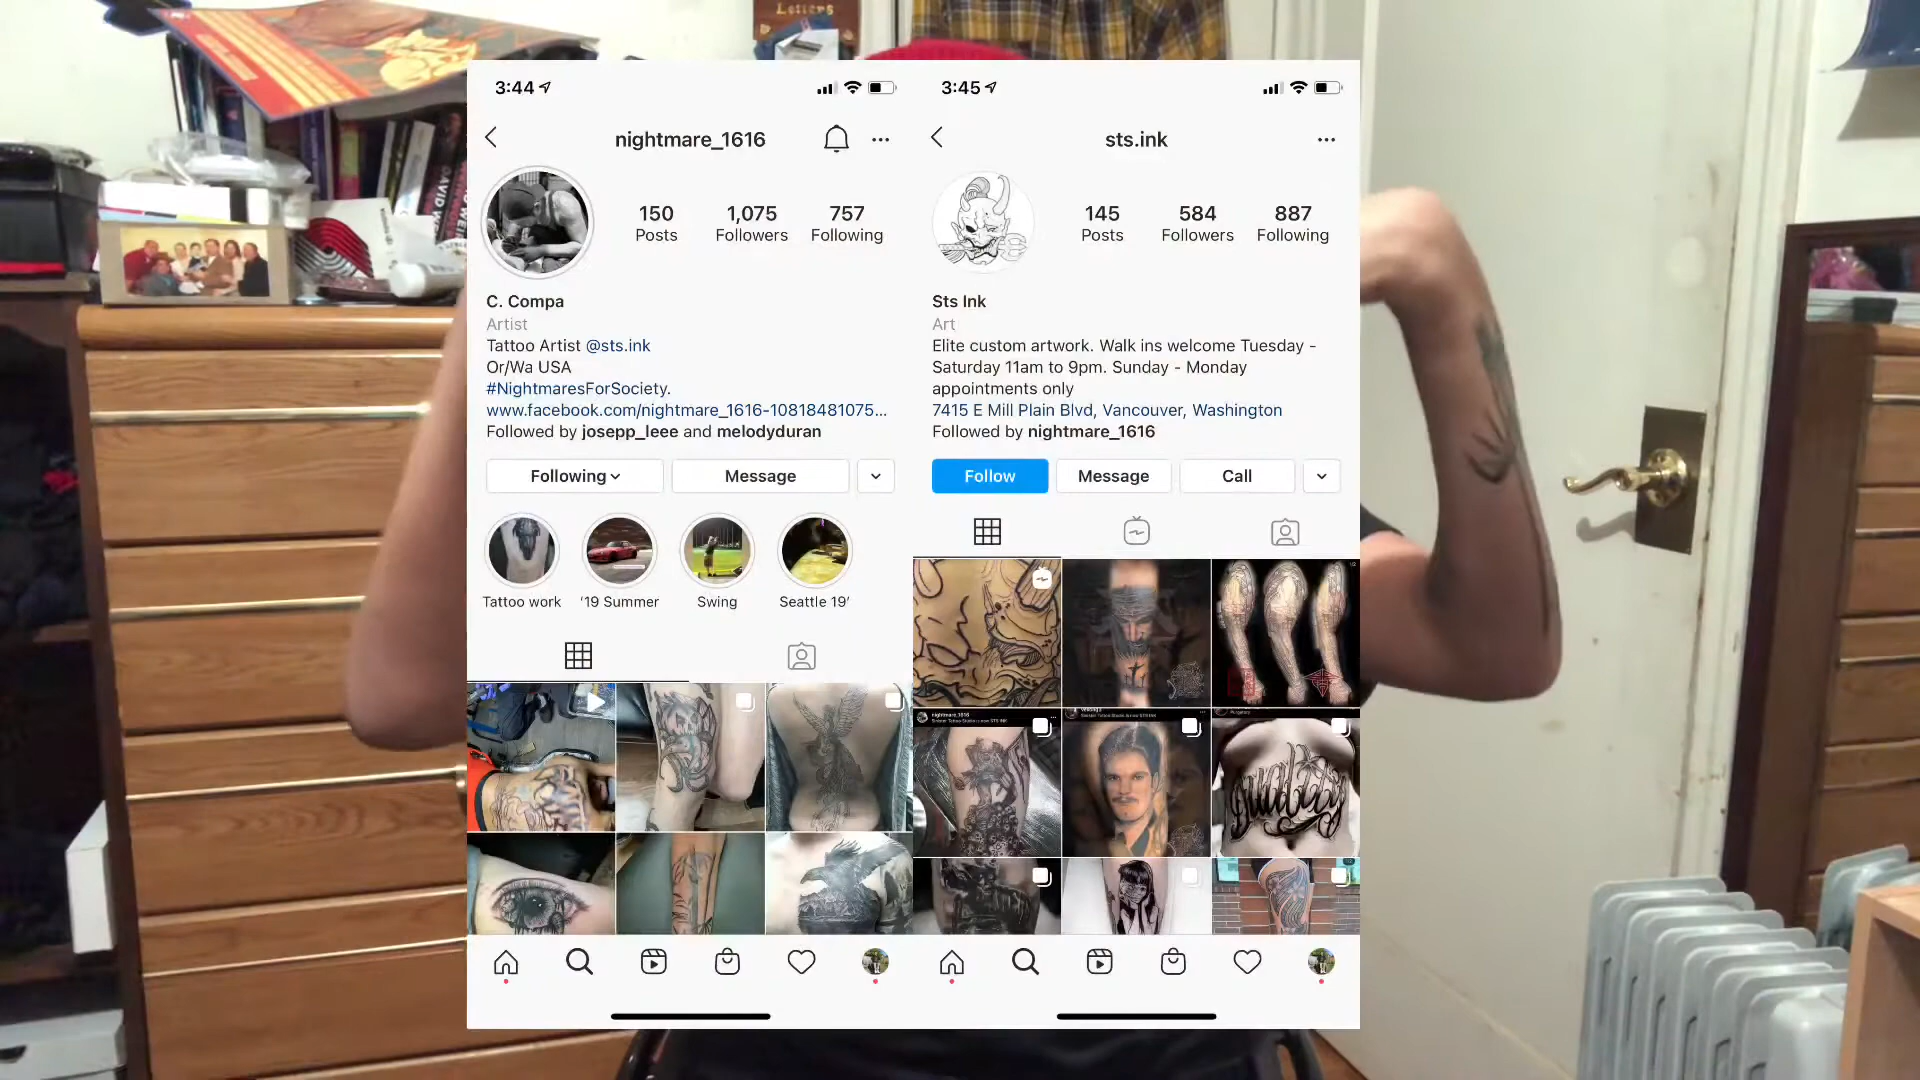 Letters
DAVID W
3:44
nightmare_1616
150
Posts
1,075
Followers
757
Following
C. Compa
Artist
Tattoo Artist @sts.ink
Or/Wa USA
#NightmaresForSociety.
www.facebook.com/nightmare_1616-10818481075...
Followed by josepp_leee and melodyduran
Following
Message
Tattoo work
'19 Summer
Swing
Seattle 19'
3:45
sts.ink
145
Posts
584
Followers
887
Following
Sts Ink
Art
Elite custom artwork. Walk ins welcome Tuesday -
Saturday 11am to 9pm. Sunday - Monday
appointments only
7415 E Mill Plain Blvd, Vancouver, Washington
Followed by nightmare_1616
Follow
Message
Call
1/2
nightmare_1616